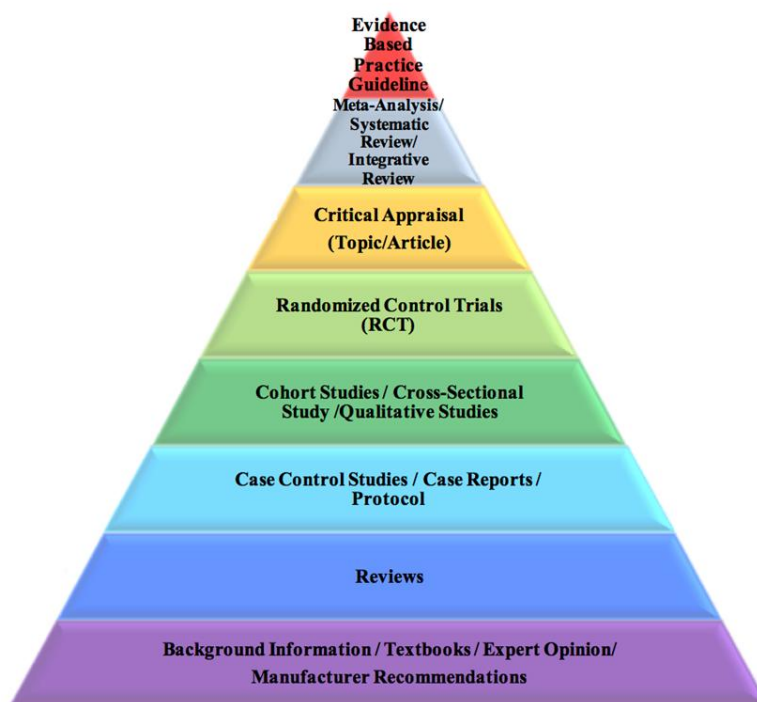 Evidence
Based
Practice
Guideline
Meta-Analysis/
Systematic
Review/
Integrative
Review
Critical Appraisal
(Topic/Article)
Randomized Control Trials
(RCT)
Cohort Studies / Cross-Sectional
Study /Qualitative Studies
Case Control Studies / Case Reports /
Protocol
Reviews
Background Information / Textbooks / Expert Opinion/
Manufacturer Recommendations